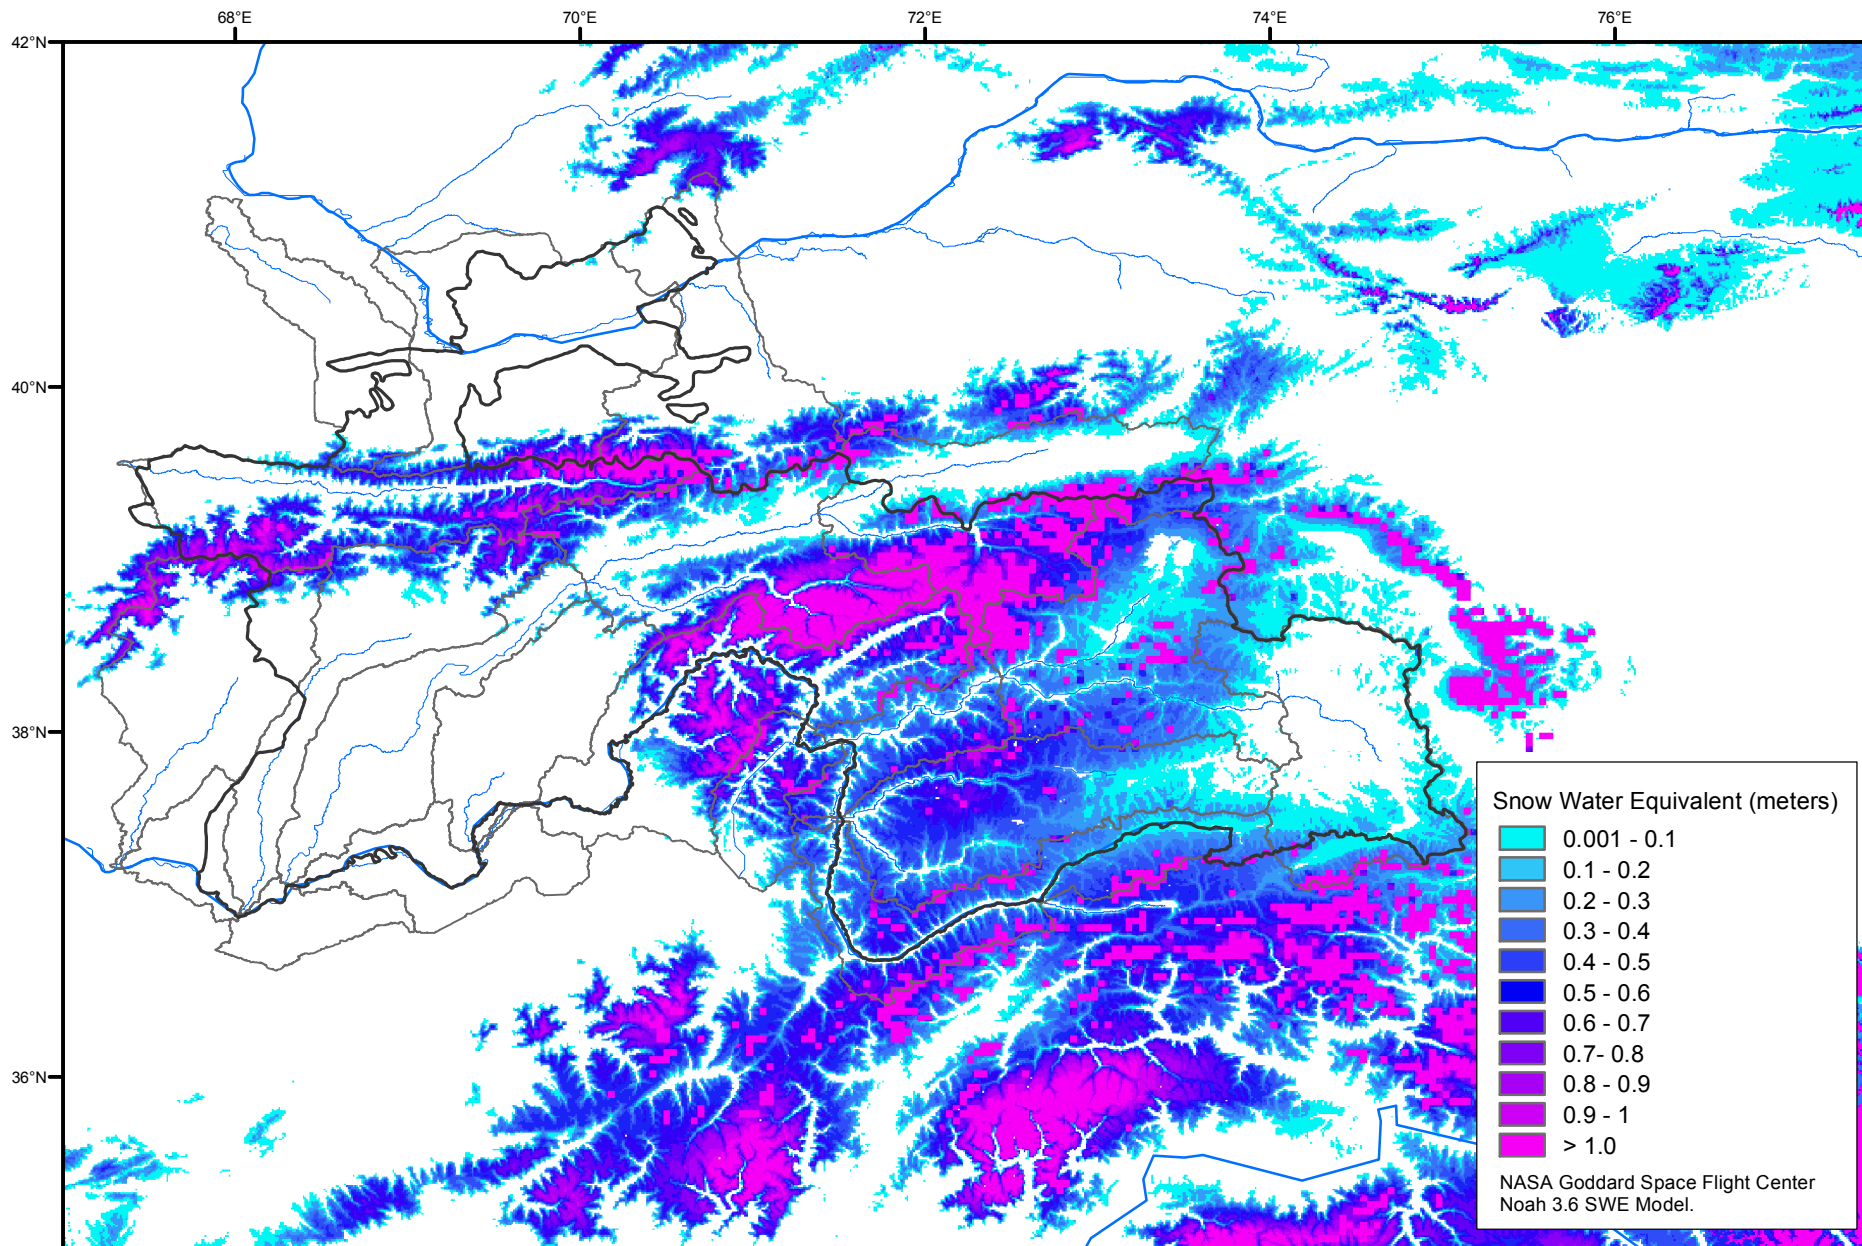 68°E 70°E 72°E 74°E 76°E
42°N
40°N
38°N
36°N
Snow Water Equivalent (meters)
0.001 - 0.1
0.1 - 0.2
0.2 - 0.3
0.3 - 0.4
0.4 - 0.5
0.5 - 0.6
0.6 - 0.7
0.7- 0.8
0.8 - 0.9
0.9 - 1
> 1.0
NASA Goddard Space Flight Center
Noah 3.6 SWE Model.